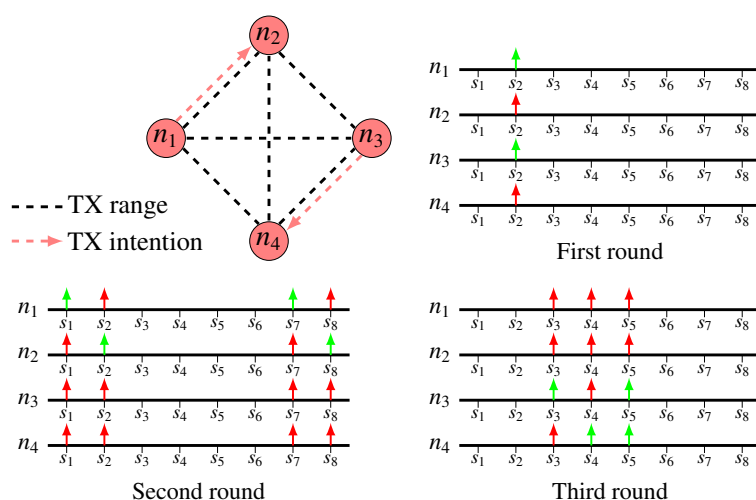 n₂
n₁
n₃
n₄
TX range
TX intention
n₁ s₁ s₂ s₃ s₄ s₅ s₆ s₇ s₈
n₂ s₁ s₂ s₃ s₄ s₅ s₆ s₇ s₈
n₃ s₁ s₂ s₃ s₄ s₅ s₆ s₇ s₈
n₄ s₁ s₂ s₃ s₄ s₅ s₆ s₇ s₈
First round
n₁ s₁ s₂ s₃ s₄ s₅ s₆ s₇ s₈
n₂ s₁ s₂ s₃ s₄ s₅ s₆ s₇ s₈
n₃ s₁ s₂ s₃ s₄ s₅ s₆ s₇ s₈
n₄ s₁ s₂ s₃ s₄ s₅ s₆ s₇ s₈
Second round
n₁ s₁ s₂ s₃ s₄ s₅ s₆ s₇ s₈
n₂ s₁ s₂ s₃ s₄ s₅ s₆ s₇ s₈
n₃ s₁ s₂ s₃ s₄ s₅ s₆ s₇ s₈
n₄ s₁ s₂ s₃ s₄ s₅ s₆ s₇ s₈
Third round